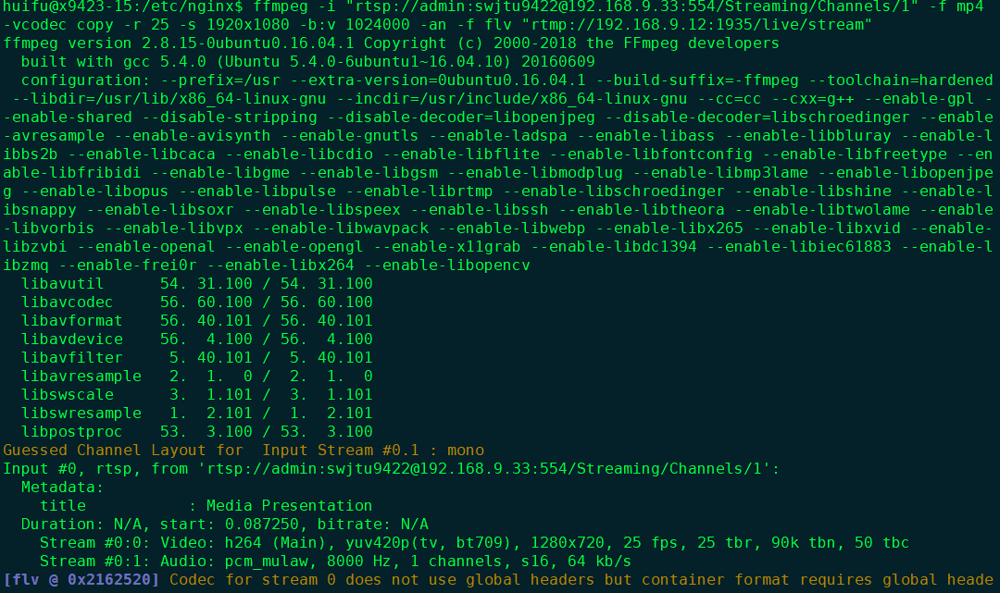 huifu@x9423-15:/etc/nginx$ ffmpeg -i "rtsp://admin:swjtu9422@192.168.9.33:554/Streaming/Channels/1" -f mp4
-vcodec copy -r 25 -s 1920x1080 -b:v 1024000 -an -f flv "rtmp://192.168.9.12:1935/live/stream"
ffmpeg version 2.8.15-0ubuntu0.16.04.1 Copyright (c) 2000-2018 the FFmpeg developers
  built with gcc 5.4.0 (Ubuntu 5.4.0-6ubuntu1~16.04.10) 20160609
  configuration: --prefix=/usr --extra-version=0ubuntu0.16.04.1 --build-suffix=-ffmpeg --toolchain=hardened
 --libdir=/usr/lib/x86_64-linux-gnu --incdir=/usr/include/x86_64-linux-gnu --cc=cc --cxx=g++ --enable-gpl -
-enable-shared --disable-stripping --disable-decoder=libopenjpeg --disable-decoder=libschroedinger --enable
-avresample --enable-avisynth --enable-gnutls --enable-ladspa --enable-libass --enable-libbluray --enable-l
ibbs2b --enable-libcaca --enable-libcdio --enable-libflite --enable-libfontconfig --enable-libfreetype --en
able-libfribidi --enable-libgme --enable-libgsm --enable-libmodplug --enable-libmp3lame --enable-libopenjpe
g --enable-libopus --enable-libpulse --enable-librtmp --enable-libschroedinger --enable-libshine --enable-l
ibsnappy --enable-libsoxr --enable-libspeex --enable-libssh --enable-libtheora --enable-libtwolame --enable
-libvorbis --enable-libvpx --enable-libwavpack --enable-libwebp --enable-libx265 --enable-libxvid --enable-
libzvbi --enable-openal --enable-opengl --enable-x11grab --enable-libdc1394 --enable-libiec61883 --enable-l
ibzmq --enable-frei0r --enable-libx264 --enable-libopencv
  libavutil      54. 31.100 / 54. 31.100
  libavcodec     56. 60.100 / 56. 60.100
  libavformat    56. 40.101 / 56. 40.101
  libavdevice    56.  4.100 / 56.  4.100
  libavfilter     5. 40.101 /  5. 40.101
  libavresample   2.  1.  0 /  2.  1.  0
  libswscale      3.  1.101 /  3.  1.101
  libswresample   1.  2.101 /  1.  2.101
  libpostproc    53.  3.100 / 53.  3.100
Guessed Channel Layout for  Input Stream #0.1 : mono
Input #0, rtsp, from 'rtsp://admin:swjtu9422@192.168.9.33:554/Streaming/Channels/1':
  Metadata:
    title           : Media Presentation
  Duration: N/A, start: 0.087250, bitrate: N/A
    Stream #0:0: Video: h264 (Main), yuv420p(tv, bt709), 1280x720, 25 fps, 25 tbr, 90k tbn, 50 tbc
    Stream #0:1: Audio: pcm_mulaw, 8000 Hz, 1 channels, s16, 64 kb/s
[flv @ 0x2162520] Codec for stream 0 does not use global headers but container format requires global heade